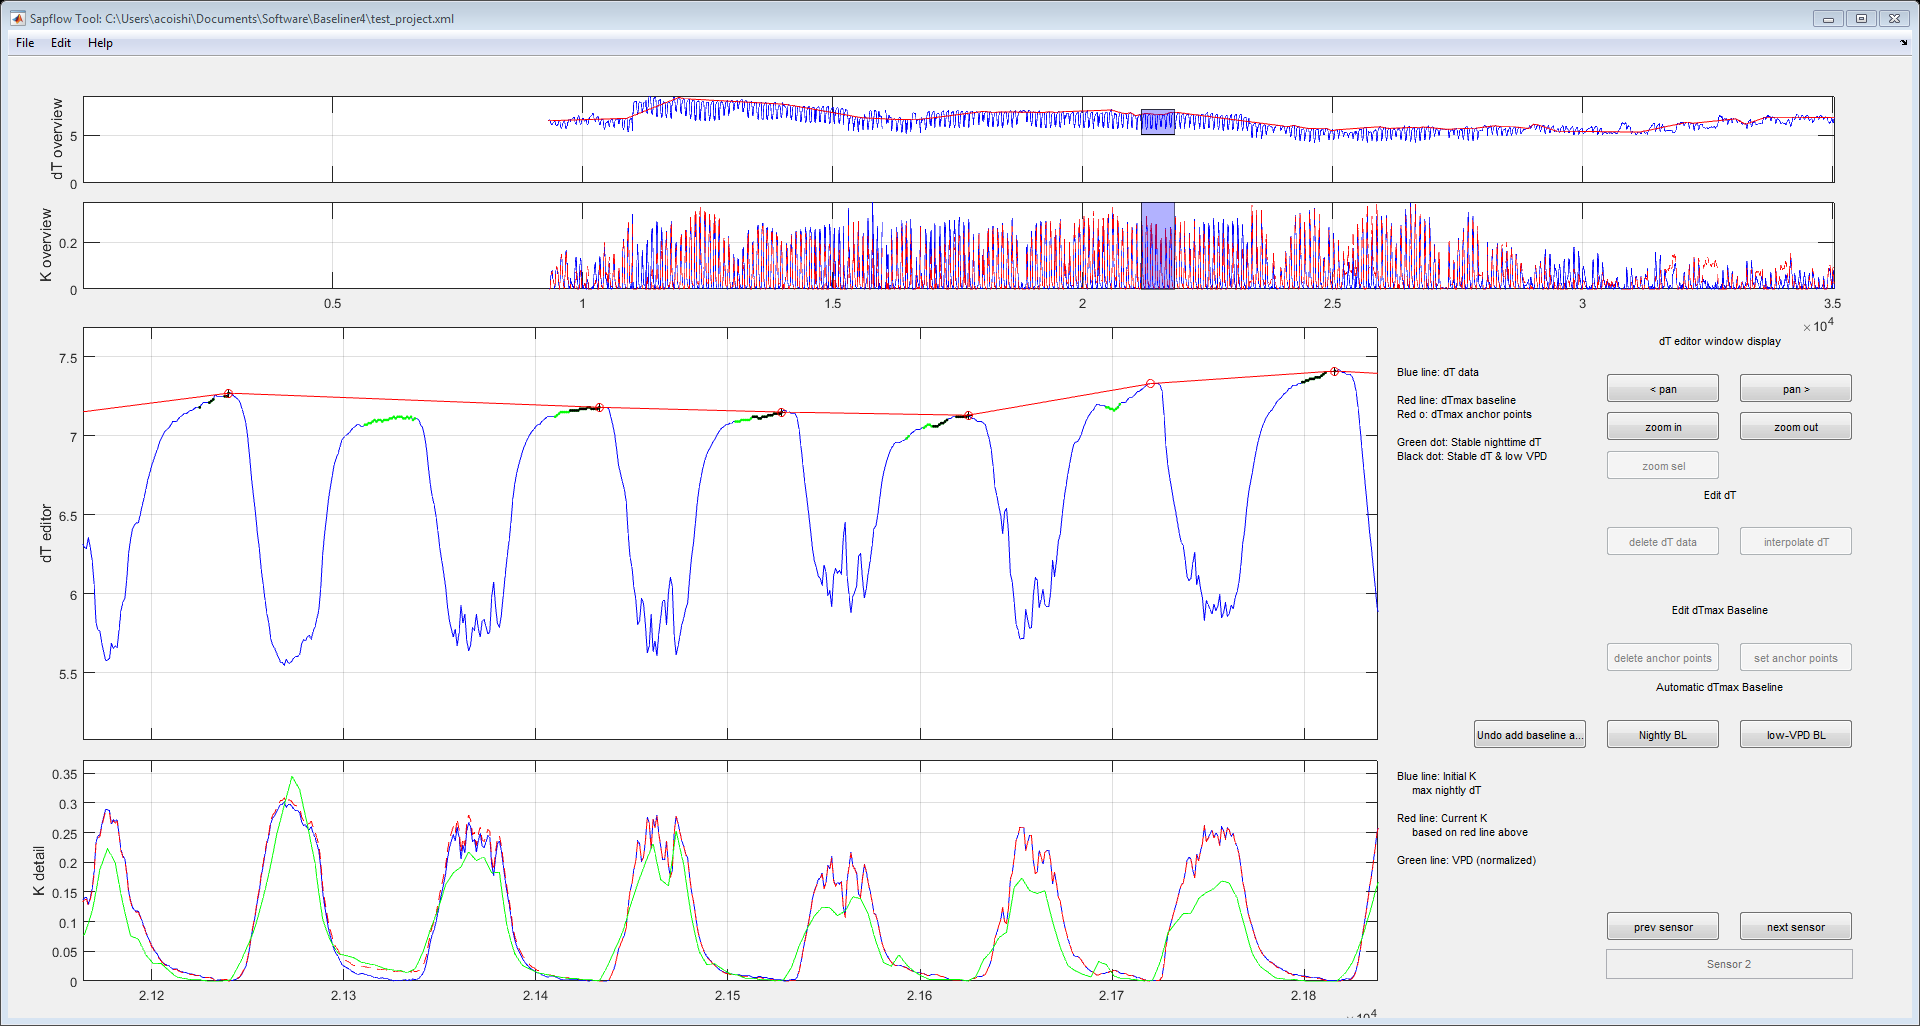 Sapflow Tool: C:\Users\acoishi\Documents\Software\Baseliner4\test_project.xml
File Edit Help
dT overview
5
0
K overview
0.2
0
0.5 1 1.5 2 2.5 3 3.5
×10^4
dT editor
7.5
7
6.5
6
5.5
dT editor window display
Blue line: dT data
Red line: dTmax baseline
Red o: dTmax anchor points
Green dot: Stable nighttime dT
Black dot: Stable dT & low VPD
< pan pan >
zoom in zoom out
zoom sel
Edit dT
delete dT data interpolate dT
Edit dTmax Baseline
delete anchor points set anchor points
Automatic dTmax Baseline
Undo add baseline a... Nightly BL low-VPD BL
K detail
0.35
0.3
0.25
0.2
0.15
0.1
0.05
0
2.12 2.13 2.14 2.15 2.16 2.17 2.18
×10^4
Blue line: Initial K
max nightly dT
Red line: Current K
based on red line above
Green line: VPD (normalized)
prev sensor next sensor
Sensor 2